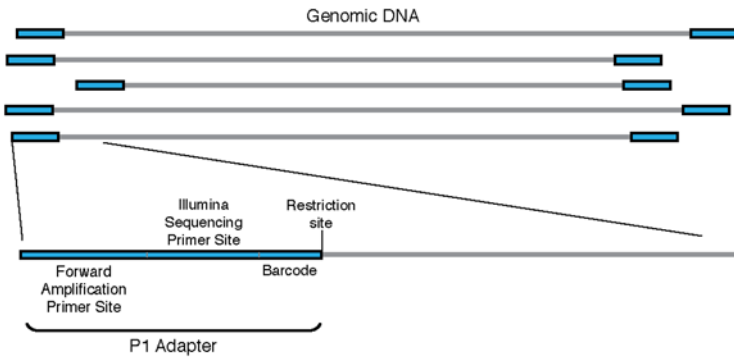 Genomic DNA
Illumina
Sequencing
Primer Site
Restriction
site
Barcode
Forward
Amplification
Primer Site
P1 Adapter